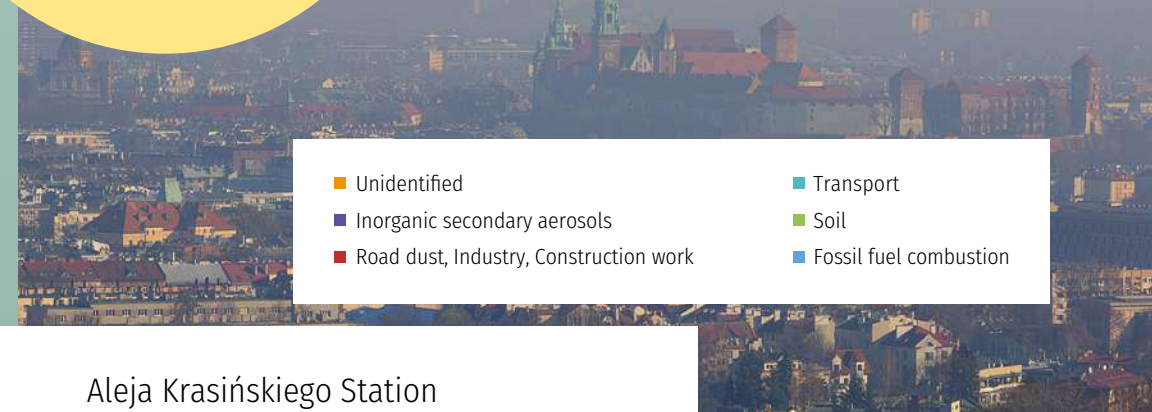 Unidentified
Inorganic secondary aerosols
Road dust, Industry, Construction work
Transport
Soil
Fossil fuel combustion
Aleja Krasińskiego Station